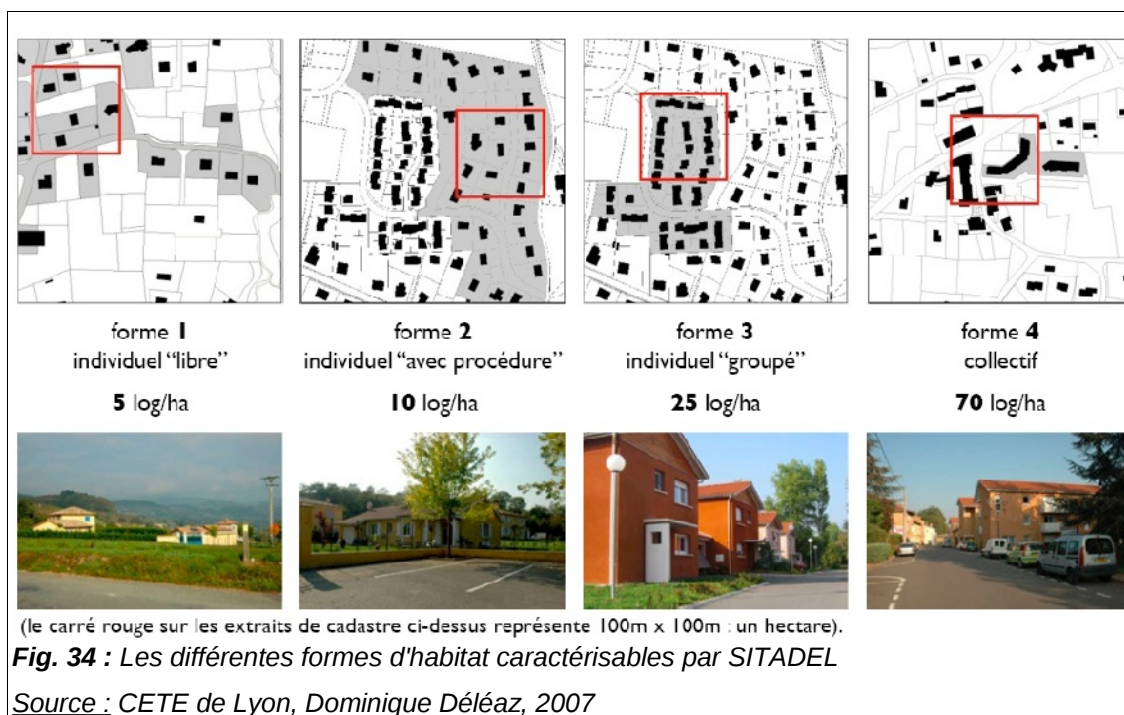 forme 1
individuel “libre”
5 log/ha
forme 2
individuel “avec procédure”
10 log/ha
forme 3
individuel “groupé”
25 log/ha
forme 4
collectif
70 log/ha
(le carré rouge sur les extraits de cadastre ci-dessus représente 100m x 100m : un hectare).
Fig. 34 : Les différentes formes d'habitat caractérisables par SITADEL
Source : CETE de Lyon, Dominique Déléaz, 2007